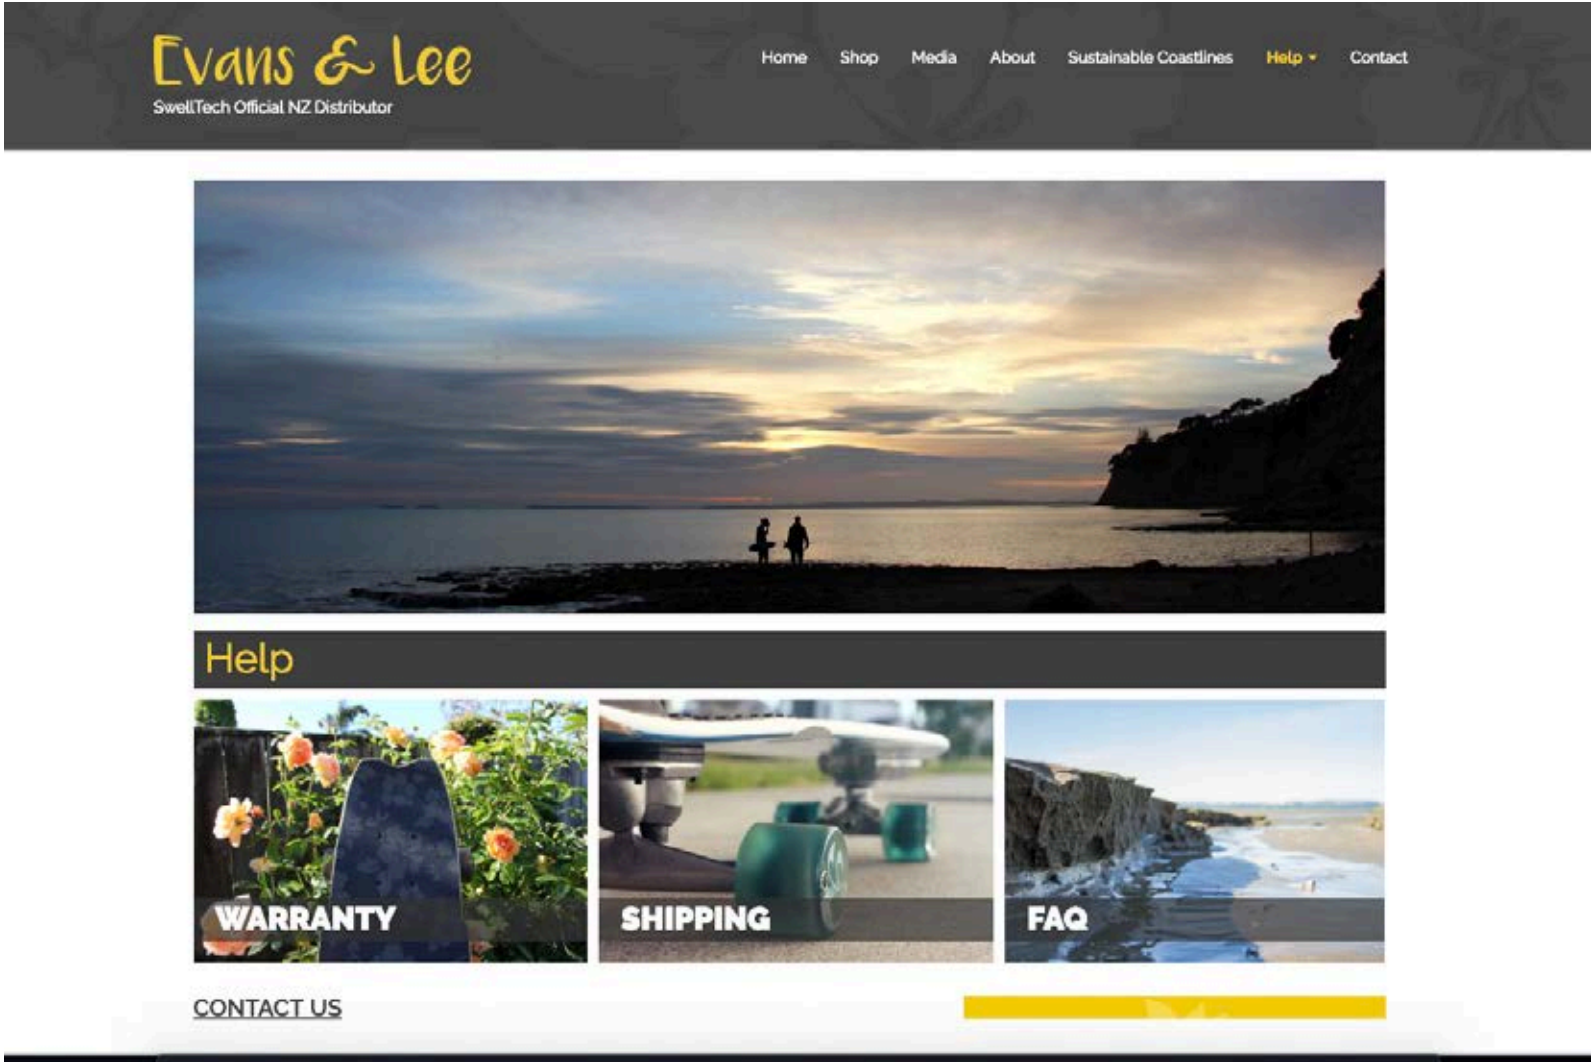 Evans & Lee
SwellTech Official NZ Distributor
Home Shop Media About Sustainable Coastlines Help Contact
Help
WARRANTY SHIPPING FAQ
CONTACT US